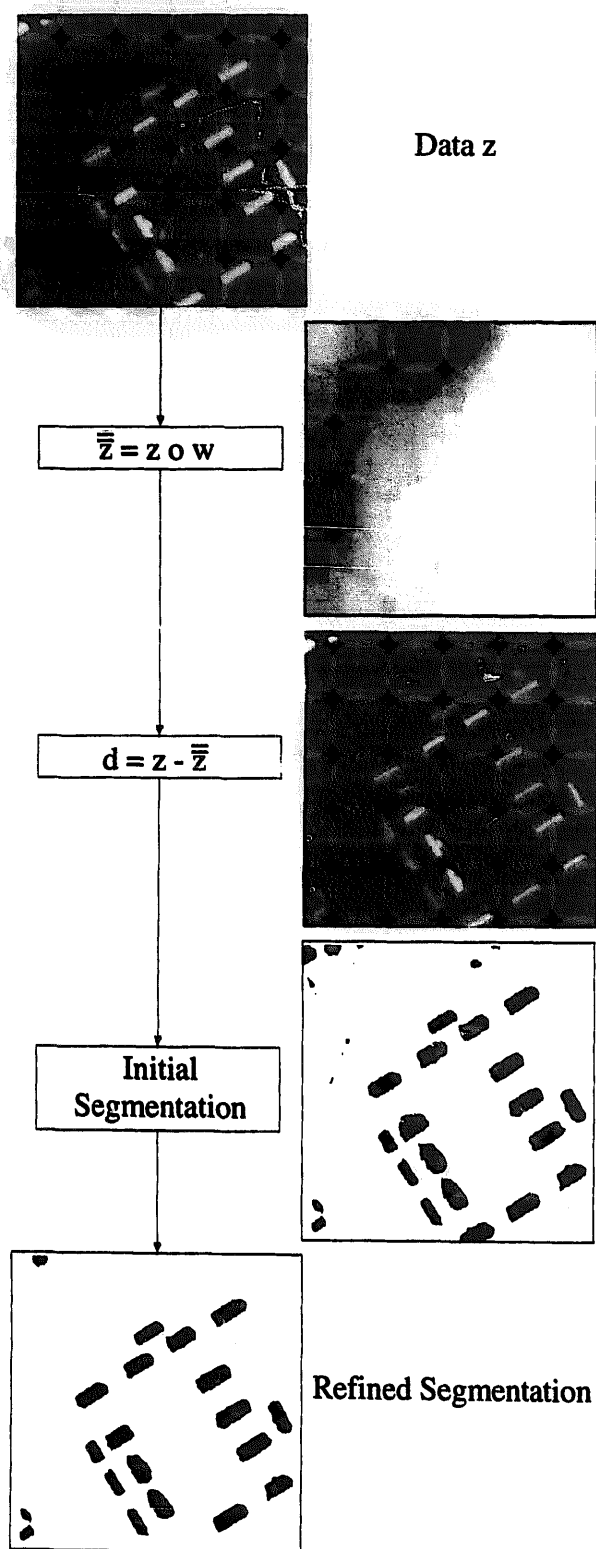 Data z
z̿ = z o w
d = z - z̿
Initial
Segmentation
Refined Segmentation